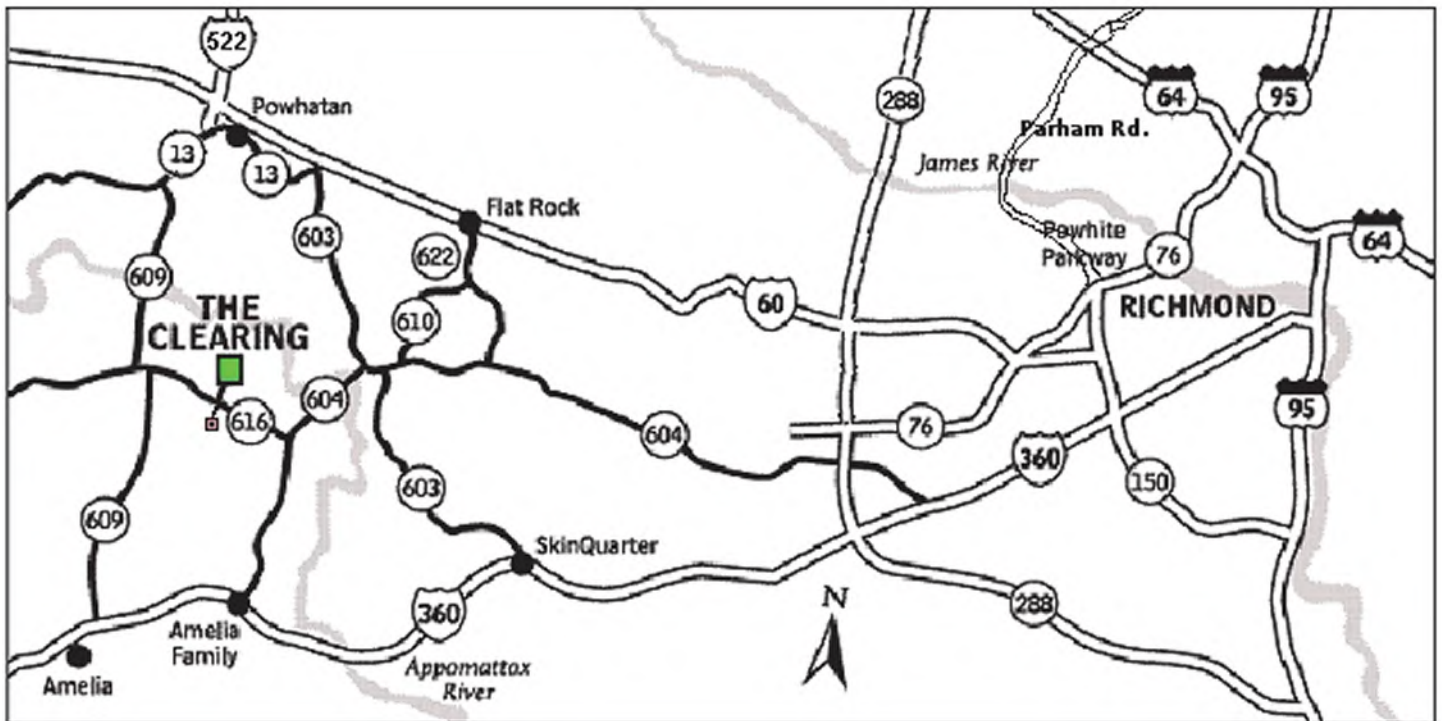 522
Powhatan
13
13
288
64
95
Parham Rd.
James River
Flat Rock
603
622
Powhite
Parkway
76
64
609
THE
CLEARING
610
60
RICHMOND
604
616
604
76
360
95
603
150
609
SkinQuarter
N
288
360
Amelia
Family
Appomattox
River
Amelia